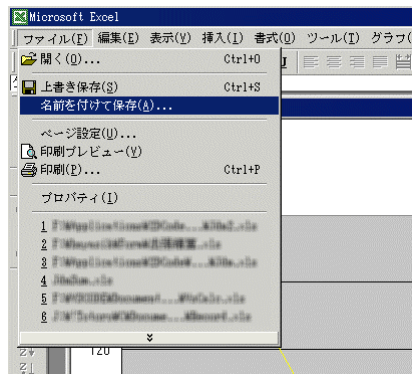 Microsoft Excel
ファイル(F) 編集(E) 表示(V) 挿入(I) 書式(O) ツール(T) グラフ(
開く(O)... Ctrl+O
上書き保存(S) Ctrl+S
名前を付けて保存(A)...
ページ設定(U)...
印刷プレビュー(V)
印刷(P)... Ctrl+P
プロパティ(I)
1
2
3
4
5
6
120